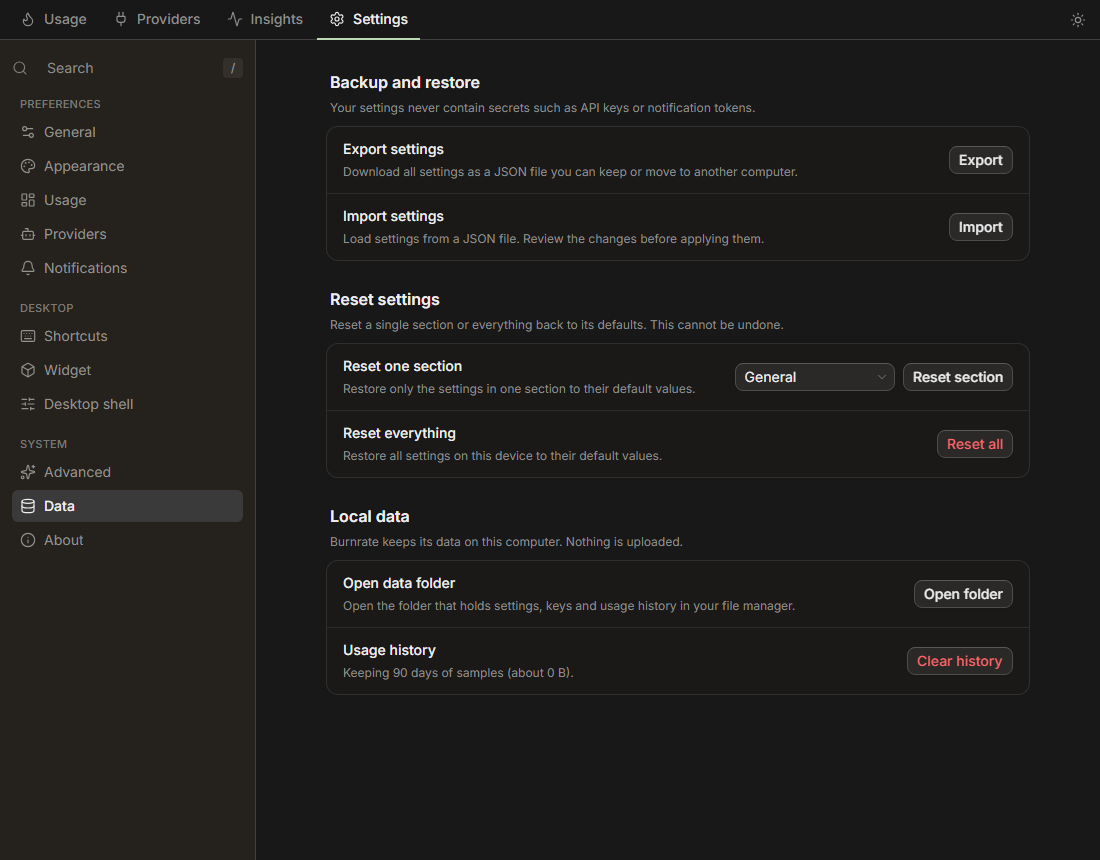 Usage Providers Insights Settings
Search /
PREFERENCES
General
Appearance
Usage
Providers
Notifications
DESKTOP
Shortcuts
Widget
Desktop shell
SYSTEM
Advanced
Data
About
Backup and restore
Your settings never contain secrets such as API keys or notification tokens.
Export settings
Download all settings as a JSON file you can keep or move to another computer.
Export
Import settings
Load settings from a JSON file. Review the changes before applying them.
Import
Reset settings
Reset a single section or everything back to its defaults. This cannot be undone.
Reset one section
Restore only the settings in one section to their default values.
General Reset section
Reset everything
Restore all settings on this device to their default values.
Reset all
Local data
Burnrate keeps its data on this computer. Nothing is uploaded.
Open data folder
Open the folder that holds settings, keys and usage history in your file manager.
Open folder
Usage history
Keeping 90 days of samples (about 0 B).
Clear history